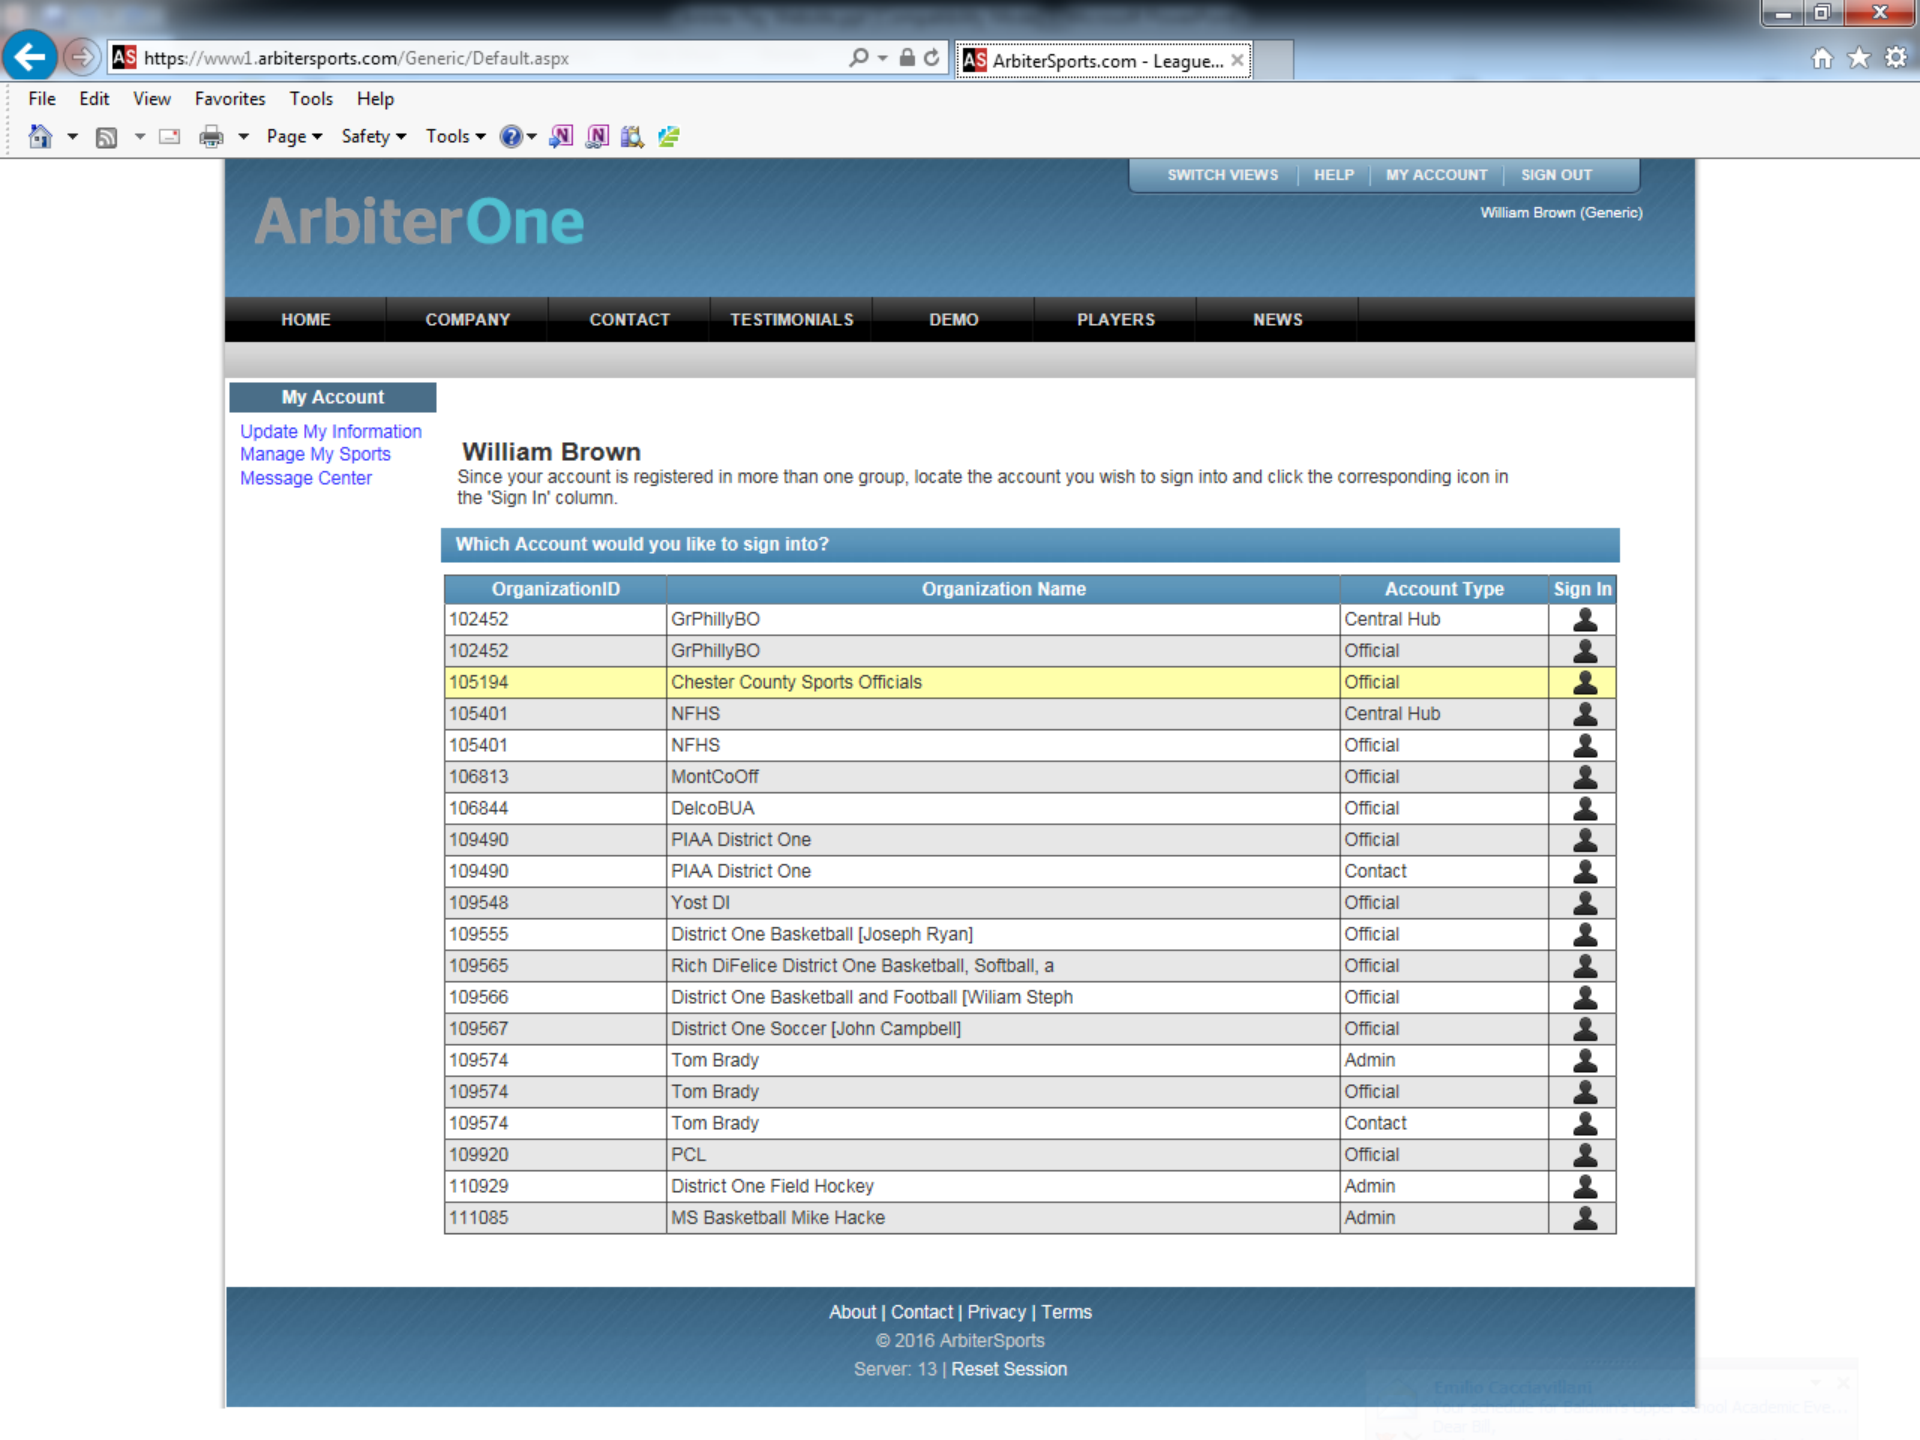 https://www1.arbitersports.com/Generic/Default.aspx
AS ArbiterSports.com - League...
File Edit View Favorites Tools Help
Page Safety Tools
SWITCH VIEWS HELP MY ACCOUNT SIGN OUT
ArbiterOne
William Brown (Generic)
HOME COMPANY CONTACT TESTIMONIALS DEMO PLAYERS NEWS
My Account
Update My Information
Manage My Sports
Message Center
William Brown
Since your account is registered in more than one group, locate the account you wish to sign into and click the corresponding icon in
the 'Sign In' column.
Which Account would you like to sign into?
OrganizationID Organization Name Account Type Sign In
102452 GrPhillyBO Central Hub
102452 GrPhillyBO Official
105194 Chester County Sports Officials Official
105401 NFHS Central Hub
105401 NFHS Official
106813 MontCoOff Official
106844 DelcoBUA Official
109490 PIAA District One Official
109490 PIAA District One Contact
109548 Yost DI Official
109555 District One Basketball [Joseph Ryan] Official
109565 Rich DiFelice District One Basketball, Softball, a Official
109566 District One Basketball and Football [Wiliam Steph Official
109567 District One Soccer [John Campbell] Official
109574 Tom Brady Admin
109574 Tom Brady Official
109574 Tom Brady Contact
109920 PCL Official
110929 District One Field Hockey Admin
111085 MS Basketball Mike Hacke Admin
About | Contact | Privacy | Terms
© 2016 ArbiterSports
Server: 13 | Reset Session